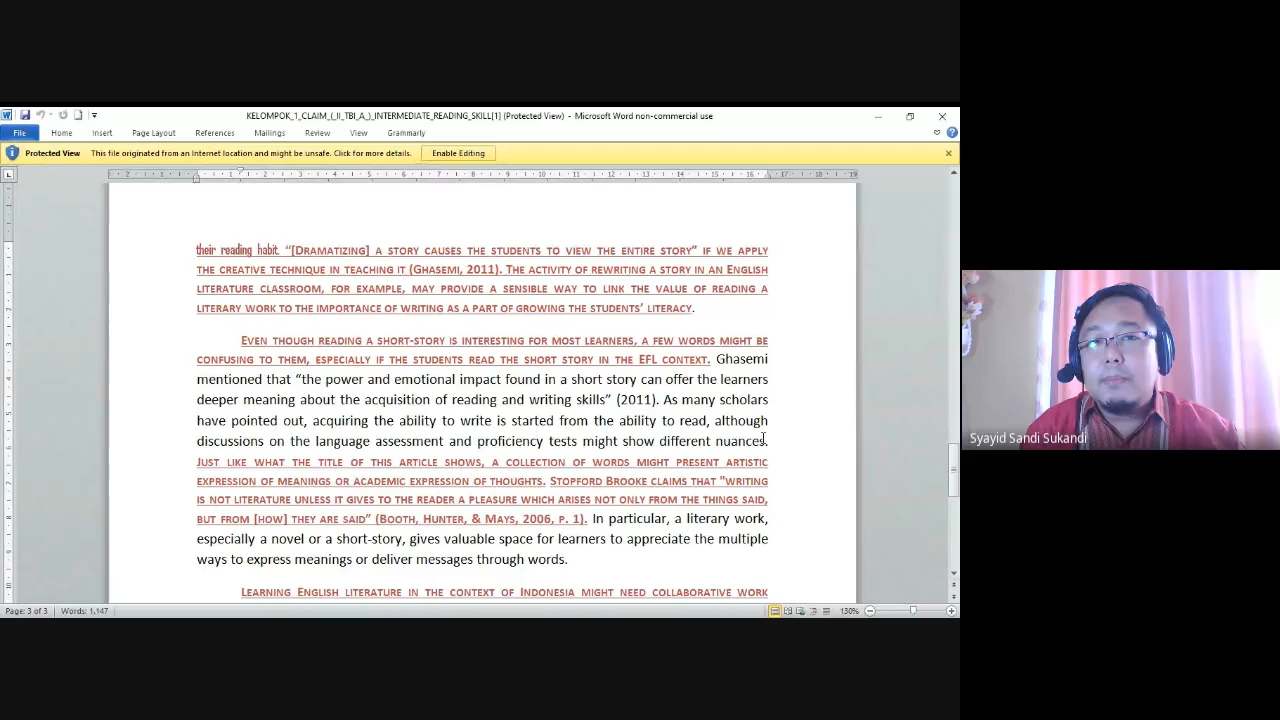 KELOMPOK_1_CLAIM_(_II_TBI_A_)_INTERMEDIATE_READING_SKILL[1] (Protected View) - Microsoft Word non-commercial use
File Home Insert Page Layout References Mailings Review View Grammarly
Protected View This file originated from an Internet location and might be unsafe. Click for more details. Enable Editing
their reading habit. “[DRAMATIZING] A STORY CAUSES THE STUDENTS TO VIEW THE ENTIRE STORY” IF WE APPLY
THE CREATIVE TECHNIQUE IN TEACHING IT (GHASEMI, 2011). THE ACTIVITY OF REWRITING A STORY IN AN ENGLISH
LITERATURE CLASSROOM, FOR EXAMPLE, MAY PROVIDE A SENSIBLE WAY TO LINK THE VALUE OF READING A
LITERARY WORK TO THE IMPORTANCE OF WRITING AS A PART OF GROWING THE STUDENTS’ LITERACY.
EVEN THOUGH READING A SHORT-STORY IS INTERESTING FOR MOST LEARNERS, A FEW WORDS MIGHT BE
CONFUSING TO THEM, ESPECIALLY IF THE STUDENTS READ THE SHORT STORY IN THE EFL CONTEXT. Ghasemi
mentioned that “the power and emotional impact found in a short story can offer the learners
deeper meaning about the acquisition of reading and writing skills” (2011). As many scholars
have pointed out, acquiring the ability to write is started from the ability to read, although
discussions on the language assessment and proficiency tests might show different nuances.
JUST LIKE WHAT THE TITLE OF THIS ARTICLE SHOWS, A COLLECTION OF WORDS MIGHT PRESENT ARTISTIC
EXPRESSION OF MEANINGS OR ACADEMIC EXPRESSION OF THOUGHTS. STOPFORD BROOKE CLAIMS THAT "WRITING
IS NOT LITERATURE UNLESS IT GIVES TO THE READER A PLEASURE WHICH ARISES NOT ONLY FROM THE THINGS SAID,
BUT FROM [HOW] THEY ARE SAID” (BOOTH, HUNTER, & MAYS, 2006, P. 1). In particular, a literary work,
especially a novel or a short-story, gives valuable space for learners to appreciate the multiple
ways to express meanings or deliver messages through words.
LEARNING ENGLISH LITERATURE IN THE CONTEXT OF INDONESIA MIGHT NEED COLLABORATIVE WORK
Page: 3 of 3 Words: 1.147 130%
Syayid Sandi Sukandi